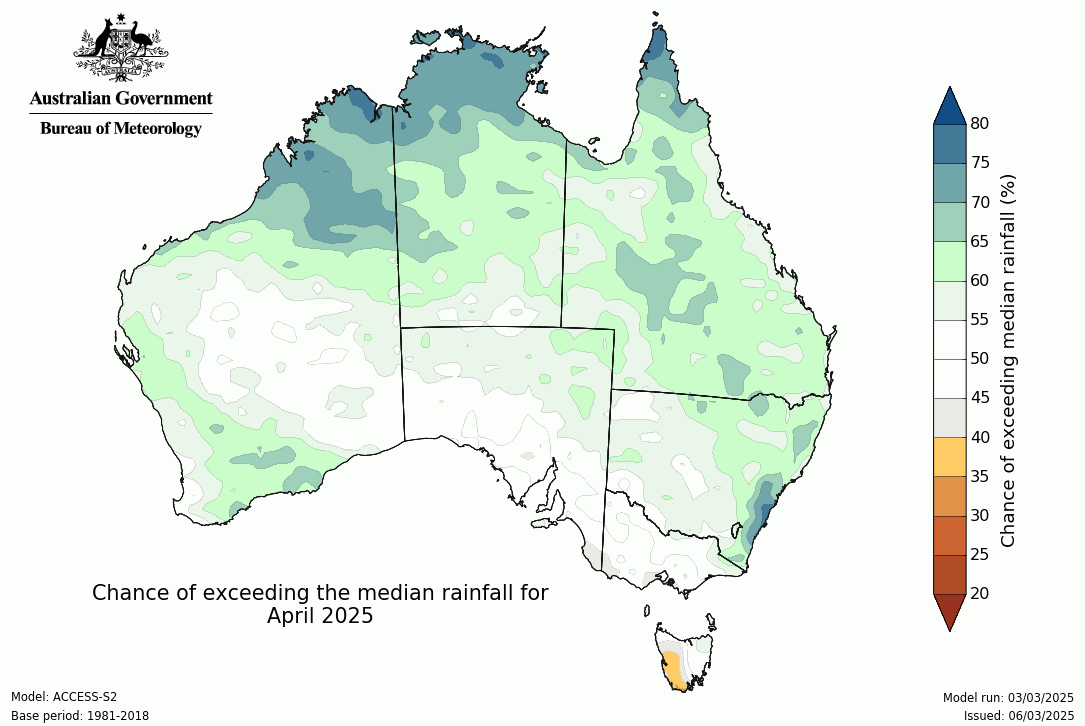 Australian Government
Bureau of Meteorology
80
75
70
65
60
55
50
45
40
35
30
25
20
Chance of exceeding median rainfall (%)
Chance of exceeding the median rainfall for
April 2025
Model: ACCESS-S2
Base period: 1981-2018
Model run: 03/03/2025
Issued: 06/03/2025